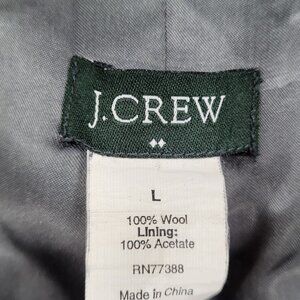 J.CREW
L
100% Wool
Lining:
100% Acetate
RN77388
Made in China